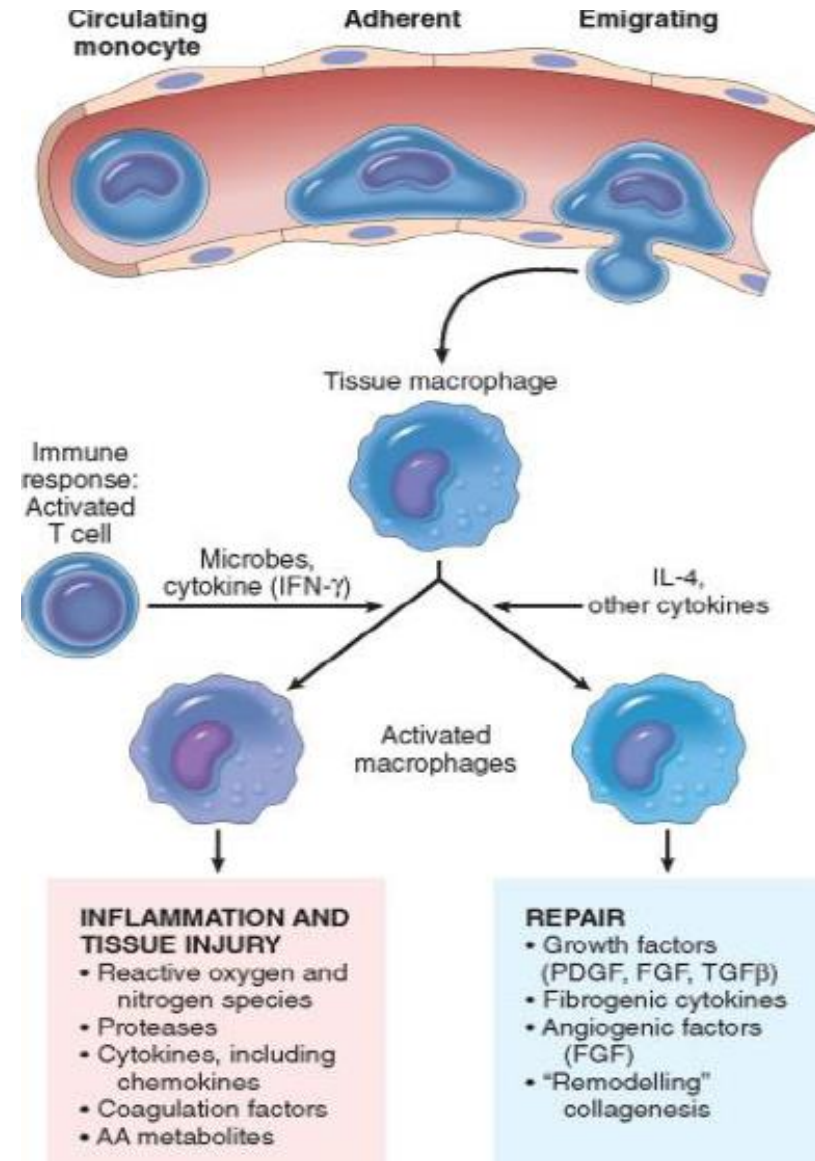 Circulating
monocyte
Adherent
Emigrating
Tissue macrophage
Immune
response:
Activated
T cell
Microbes,
cytokine (IFN-γ)
IL-4,
other cytokines
Activated
macrophages
INFLAMMATION AND
TISSUE INJURY
• Reactive oxygen and
nitrogen species
• Proteases
• Cytokines, including
chemokines
• Coagulation factors
• AA metabolites
REPAIR
• Growth factors
(PDGF, FGF, TGFβ)
• Fibrogenic cytokines
• Angiogenic factors
(FGF)
• “Remodelling”
collagenesis